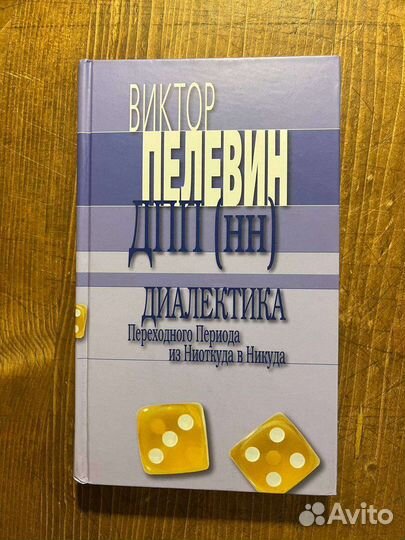 ВИКТОР
ПЕЛЕВИН
ДПП (нн)
ДИАЛЕКТИКА
Переходного Периода
из Ниоткуда в Никуда
Avito